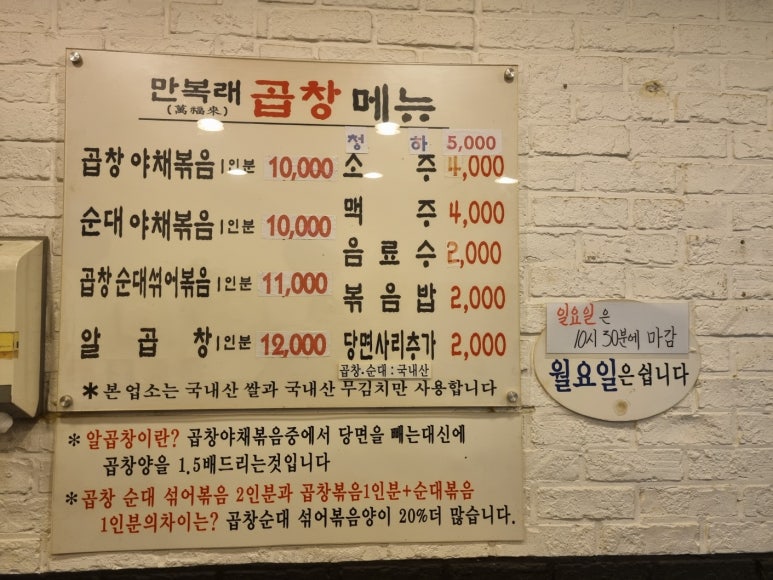 만복래 곱창 메뉴
(萬福來)
곱창 야채볶음 1인분 10,000
순대 야채볶음 1인분 10,000
곱창 순대섞어볶음 1인분 11,000
알 곱 창 1인분 12,000
청 하 5,000
소 주 4,000
맥 주 4,000
음 료 수 2,000
볶 음 밥 2,000
당면사리추가 2,000
곱창·순대 : 국내산
*본 업소는 국내산 쌀과 국내산 무김치만 사용합니다
* 알곱창이란? 곱창야채볶음중에서 당면을 빼는대신에
곱창양을 1.5배드리는것입니다
*곱창 순대 섞어볶음 2인분과 곱창볶음1인분+순대볶음
1인분의차이는? 곱창순대 섞어볶음양이 20%더 많습니다.
일요일은
10시 30분에 마감
월요일은쉽니다